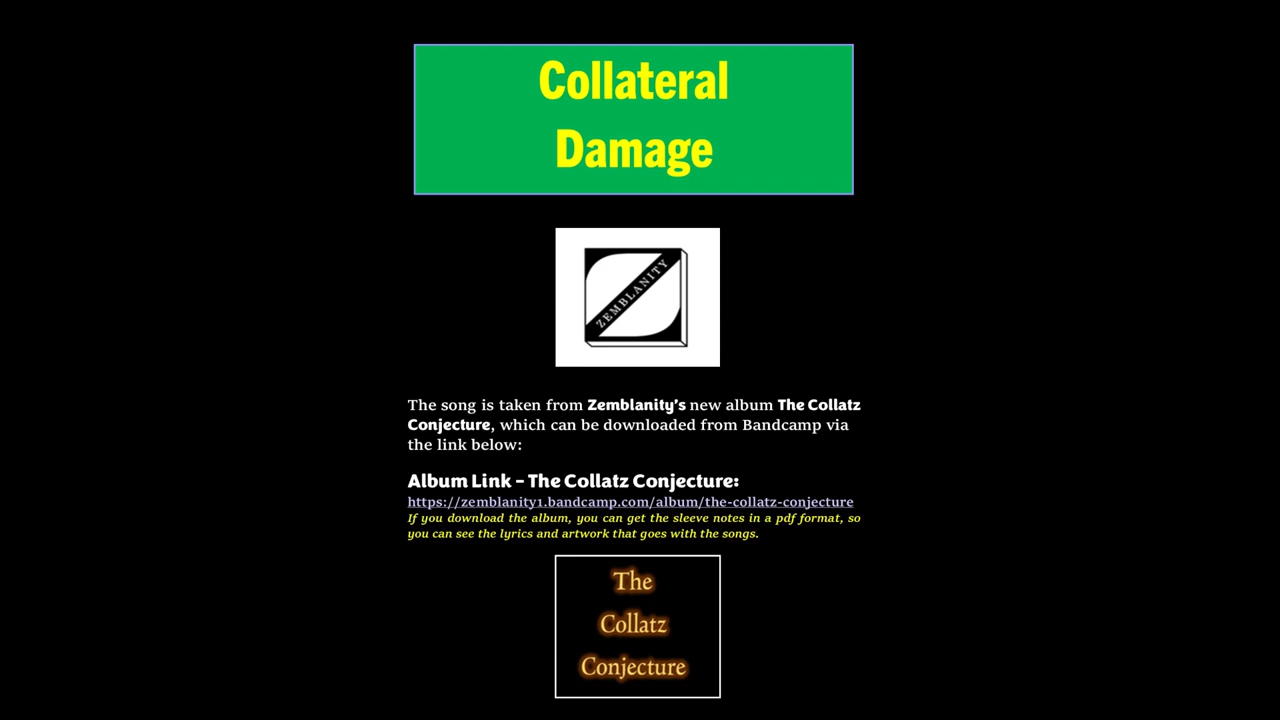 Collateral
Damage
ZEMBLANITY
The song is taken from Zemblanity's new album The Collatz
Conjecture, which can be downloaded from Bandcamp via
the link below:
Album Link – The Collatz Conjecture:
https://zemblanity1.bandcamp.com/album/the-collatz-conjecture
If you download the album, you can get the sleeve notes in a pdf format, so
you can see the lyrics and artwork that goes with the songs.
The
Collatz
Conjecture